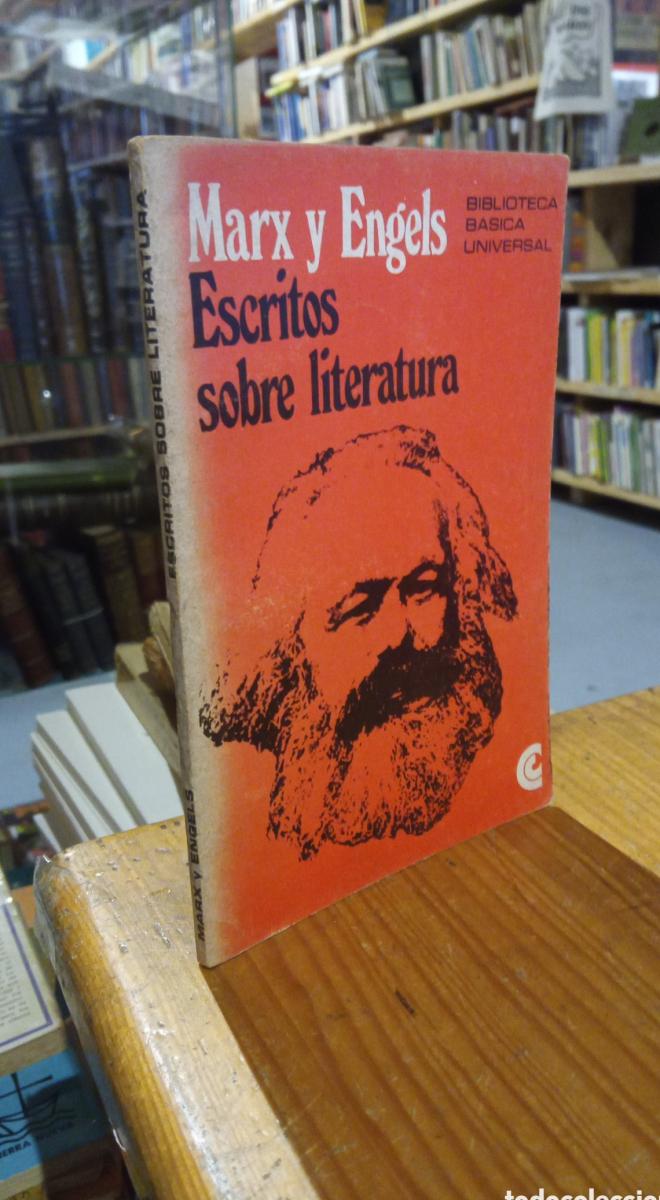 Marx y Engels
BIBLIOTECA
BASICA
UNIVERSAL
Escritos
sobre literatura
ESCRITOS SOBRE LITERATURA
MARX Y ENGELS